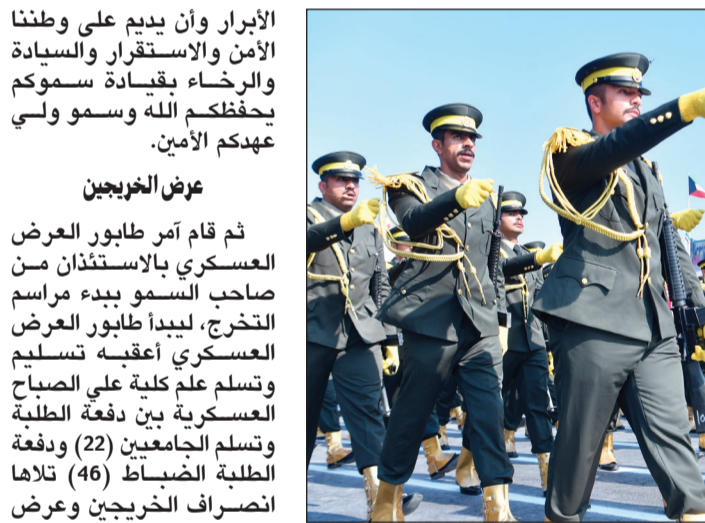 الأبرار وأن يديم على وطننا
الأمن والاستقرار والسيادة
والرخاء بقيادة سموكم
يحفظكم الله وسمو ولي
عهدكم الأمين.
عرض الخريجين
ثم قام آمر طابور العرض
العسكري بالاستئذان من
صاحب السمو ببدء مراسم
التخرج، ليبدأ طابور العرض
العسكري أعقبه تسليم
وتسلم علم كلية علي الصباح
العسكرية بين دفعة الطلبة
وتسلم الجامعيين (22) ودفعة
الطلبة الضباط (46) تلاها
انصراف الخريجين وعرض